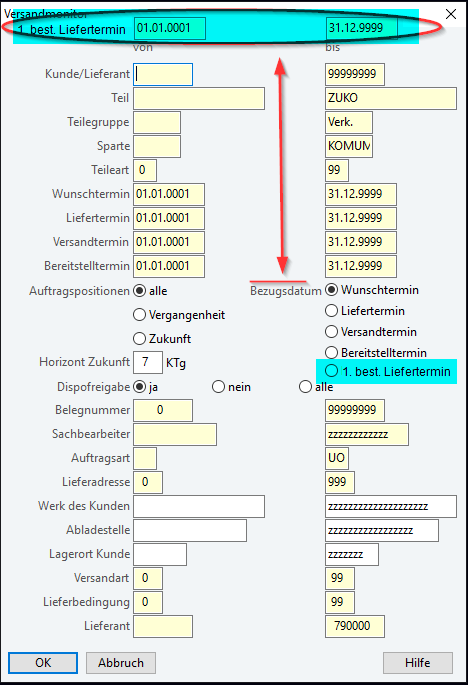 Versandmonitor
1. best. Liefertermin 01.01.0001 31.12.9999
von bis
Kunde/Lieferant 99999999
Teil ZUKO
Teilegruppe Verk.
Sparte KOMUM
Teileart 0 99
Wunschtermin 01.01.0001 31.12.9999
Liefertermin 01.01.0001 31.12.9999
Versandtermin 01.01.0001 31.12.9999
Bereitstelltermin 01.01.0001 31.12.9999
Auftragspositionen alle Bezugsdatum Wunschtermin
Liefertermin
Vergangenheit
Versandtermin
Zukunft
Bereitstelltermin
Horizont Zukunft 7 KTg
1. best. Liefertermin
Dispofreigabe ja nein alle
Belegnummer 0 99999999
Sachbearbeiter zzzzzzzzzzzz
Auftragsart UO
Lieferadresse 0 999
Werk des Kunden zzzzzzzzzzzzzzzzzzzz
Abladestelle zzzzzzzzzzzzzzzzz
Lagerort Kunde zzzzzzz
Versandart 0 99
Lieferbedingung 0 99
Lieferant 790000
OK Abbruch Hilfe